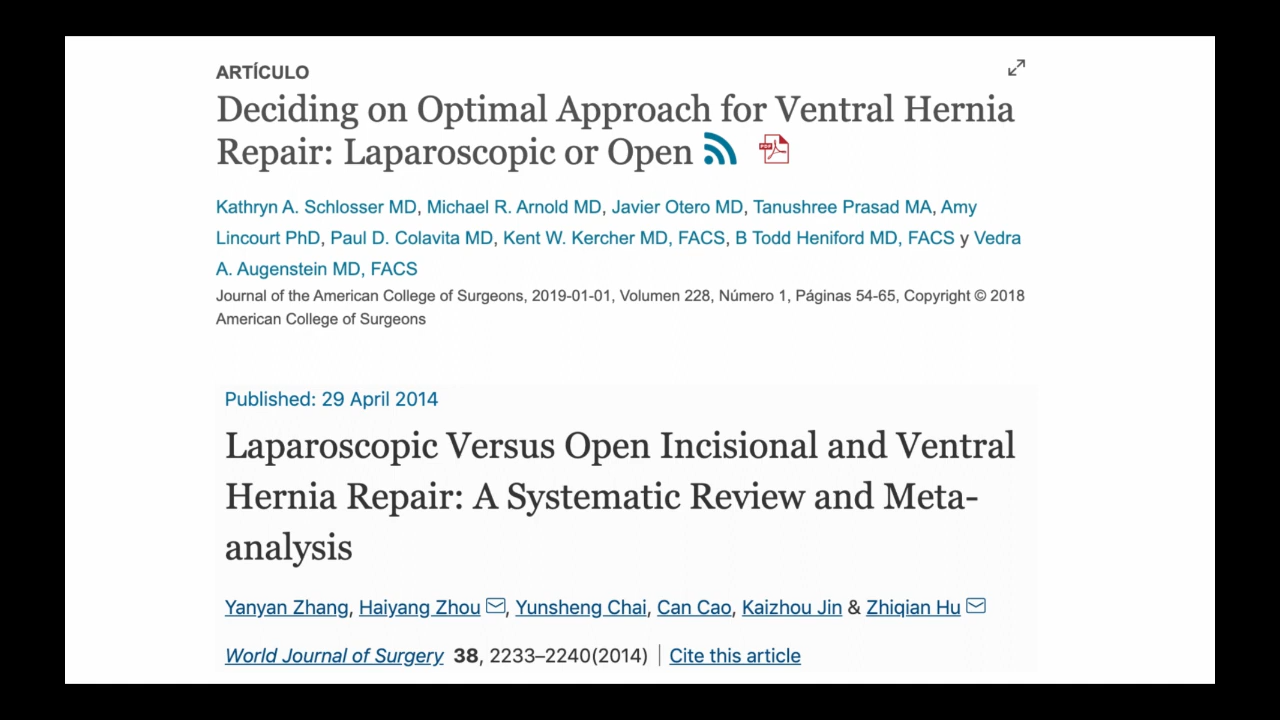 ARTÍCULO
Deciding on Optimal Approach for Ventral Hernia
Repair: Laparoscopic or Open
PDF
Kathryn A. Schlosser MD, Michael R. Arnold MD, Javier Otero MD, Tanushree Prasad MA, Amy
Lincourt PhD, Paul D. Colavita MD, Kent W. Kercher MD, FACS, B Todd Heniford MD, FACS y Vedra
A. Augenstein MD, FACS
Journal of the American College of Surgeons, 2019-01-01, Volumen 228, Número 1, Páginas 54-65, Copyright © 2018
American College of Surgeons
Published: 29 April 2014
Laparoscopic Versus Open Incisional and Ventral
Hernia Repair: A Systematic Review and Meta-
analysis
Yanyan Zhang, Haiyang Zhou, Yunsheng Chai, Can Cao, Kaizhou Jin & Zhiqian Hu
World Journal of Surgery 38, 2233–2240(2014) | Cite this article